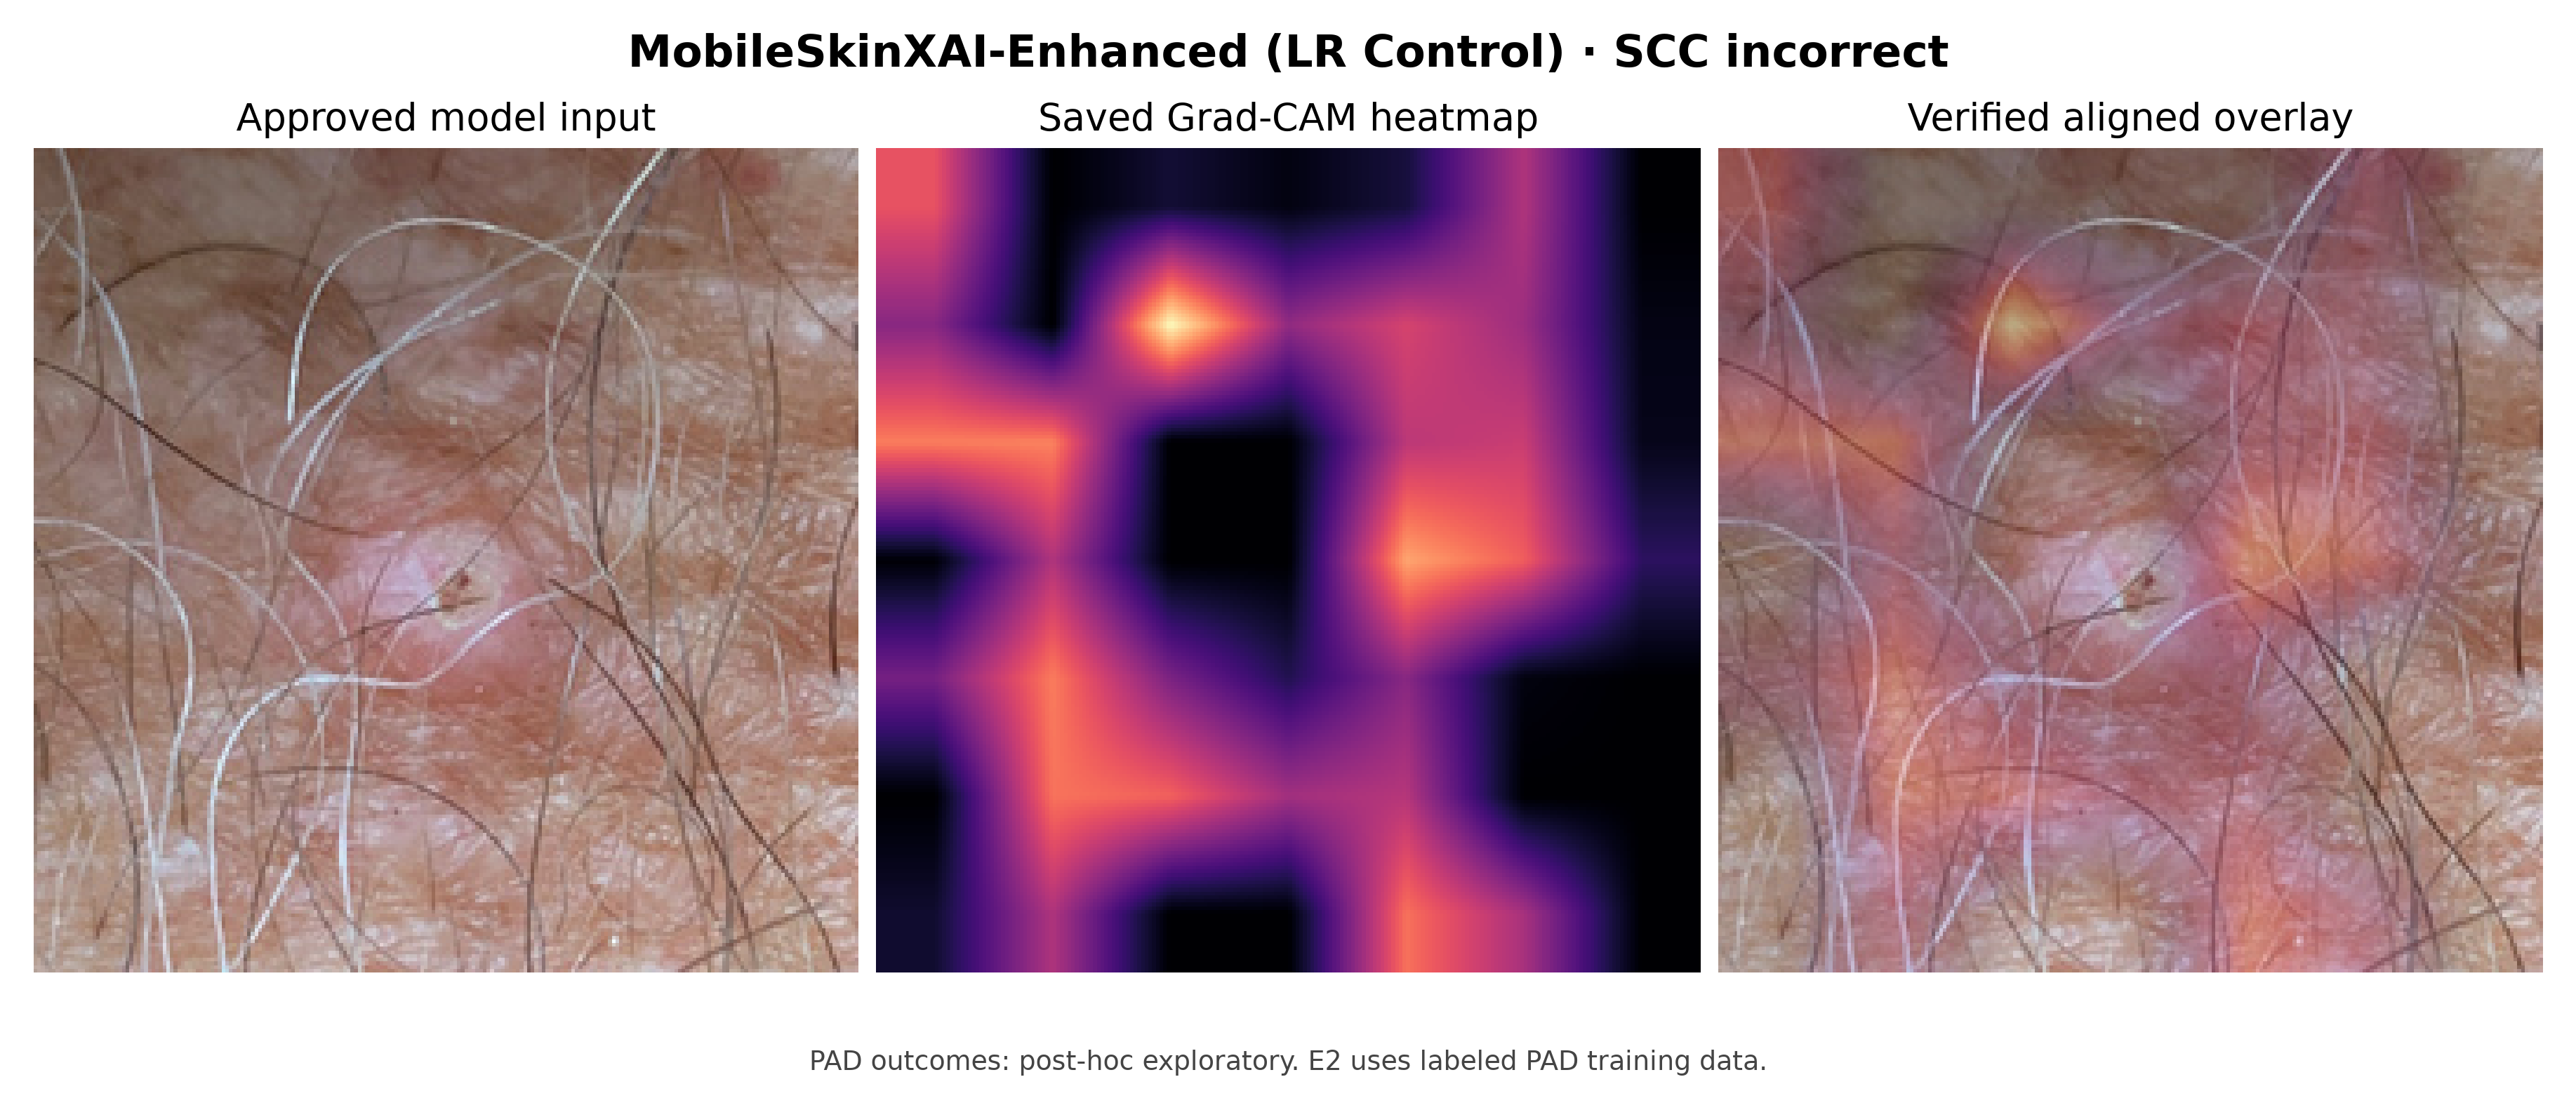 MobileSkinXAI-Enhanced (LR Control) · SCC incorrect
Approved model input
Saved Grad-CAM heatmap
Verified aligned overlay
PAD outcomes: post-hoc exploratory. E2 uses labeled PAD training data.